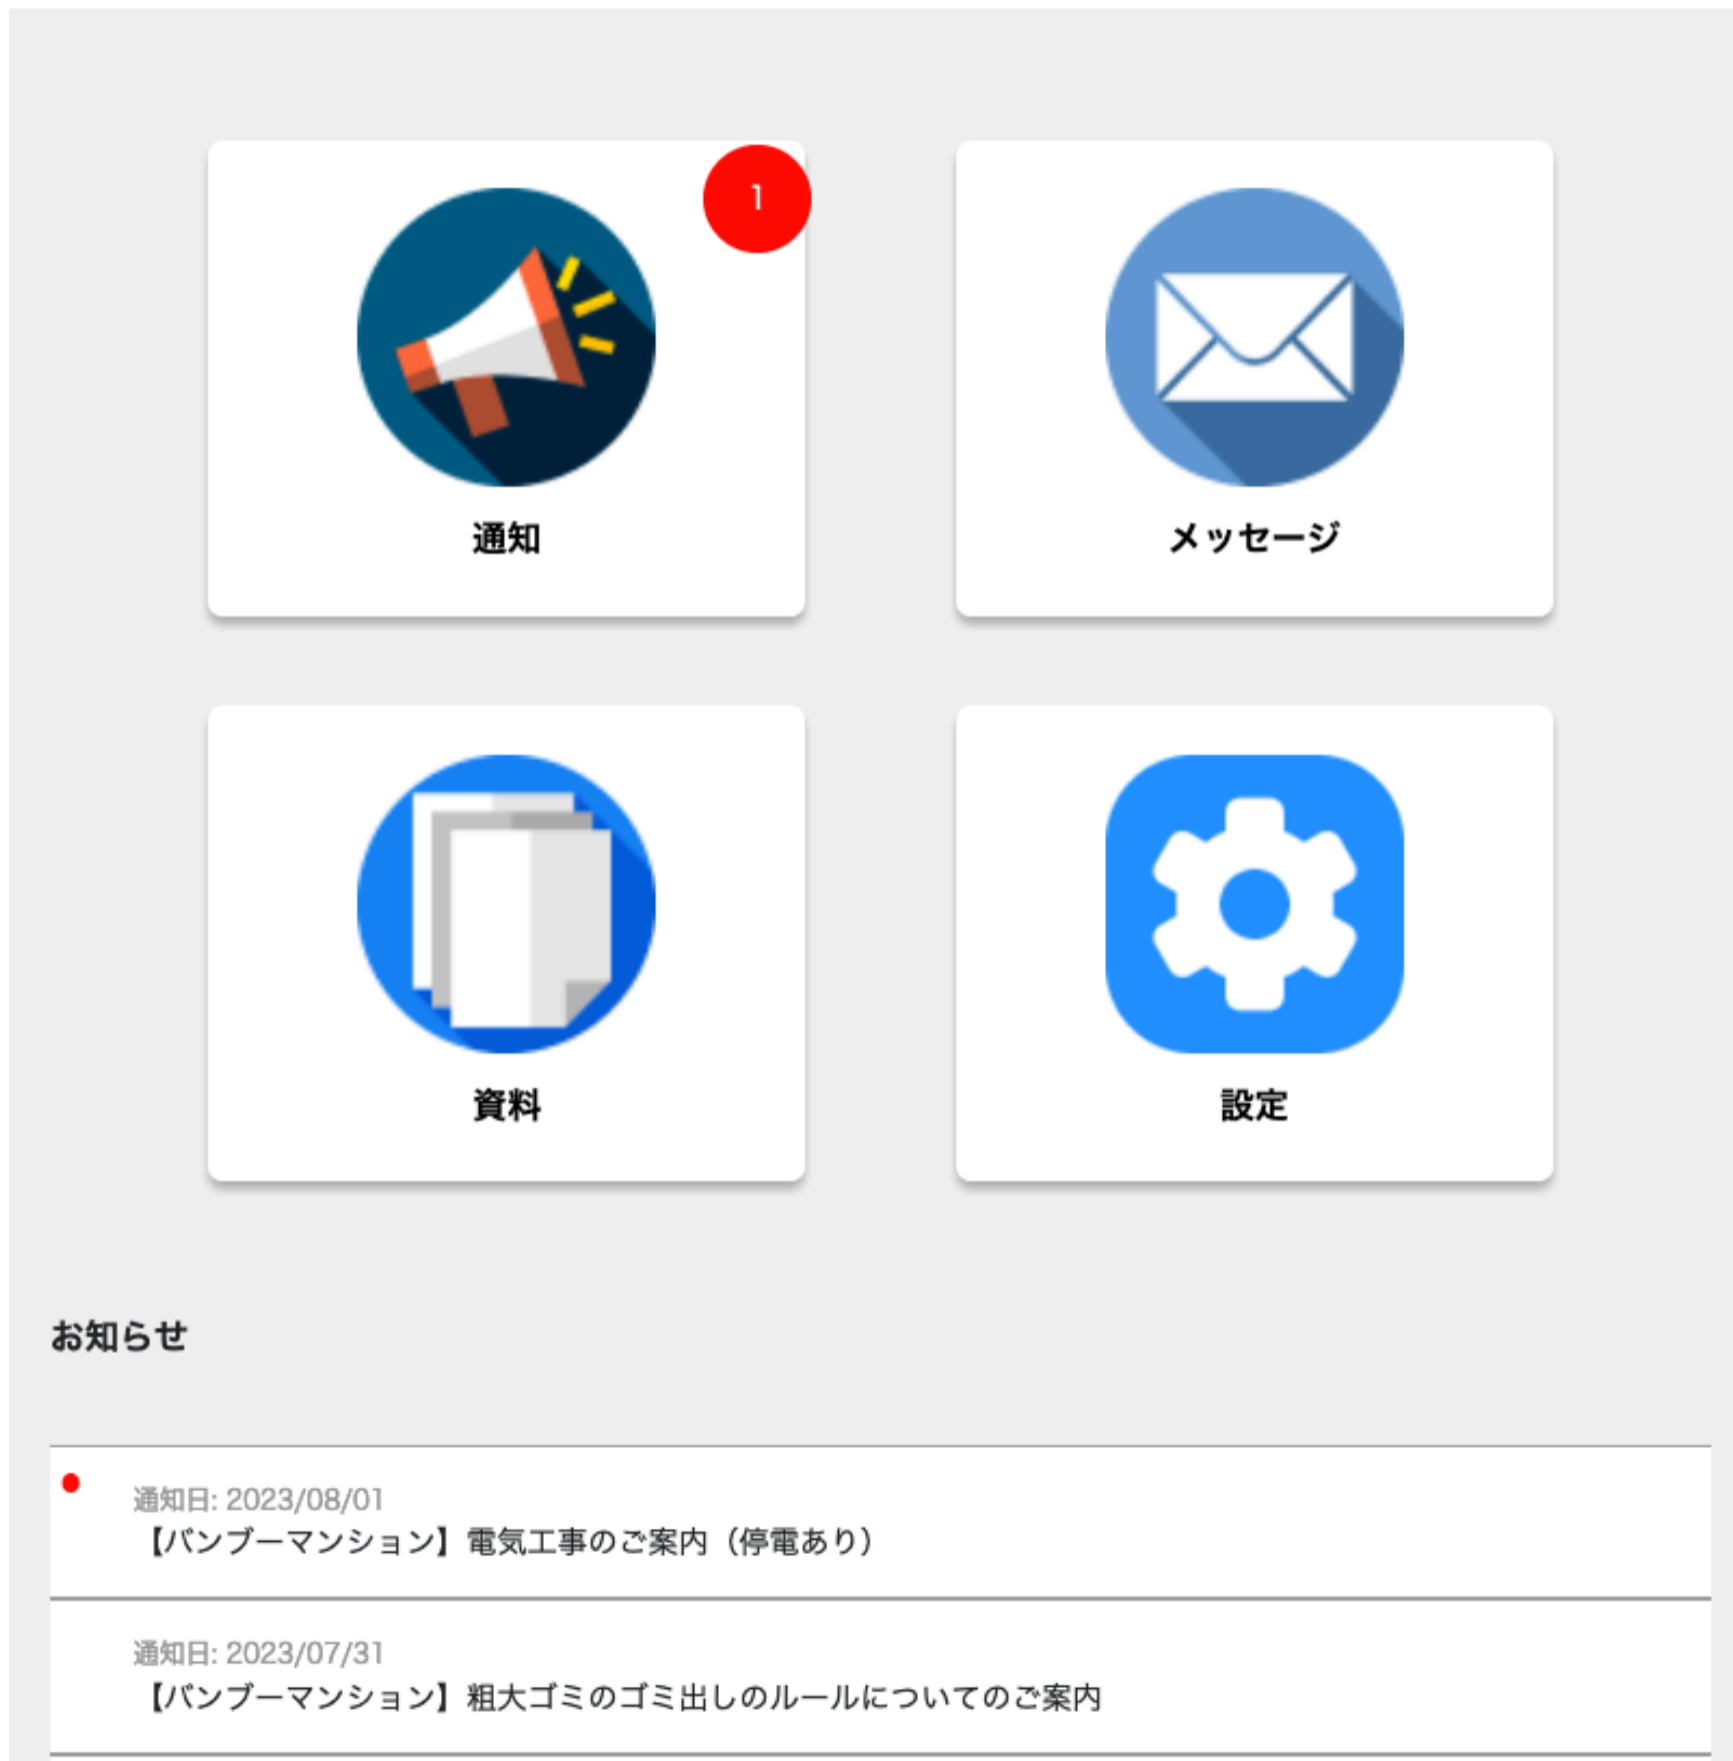 1
通知
メッセージ
資料
設定
お知らせ
通知日: 2023/08/01
【バンブーマンション】電気工事のご案内（停電あり）
通知日: 2023/07/31
【バンブーマンション】粗大ゴミのゴミ出しのルールについてのご案内